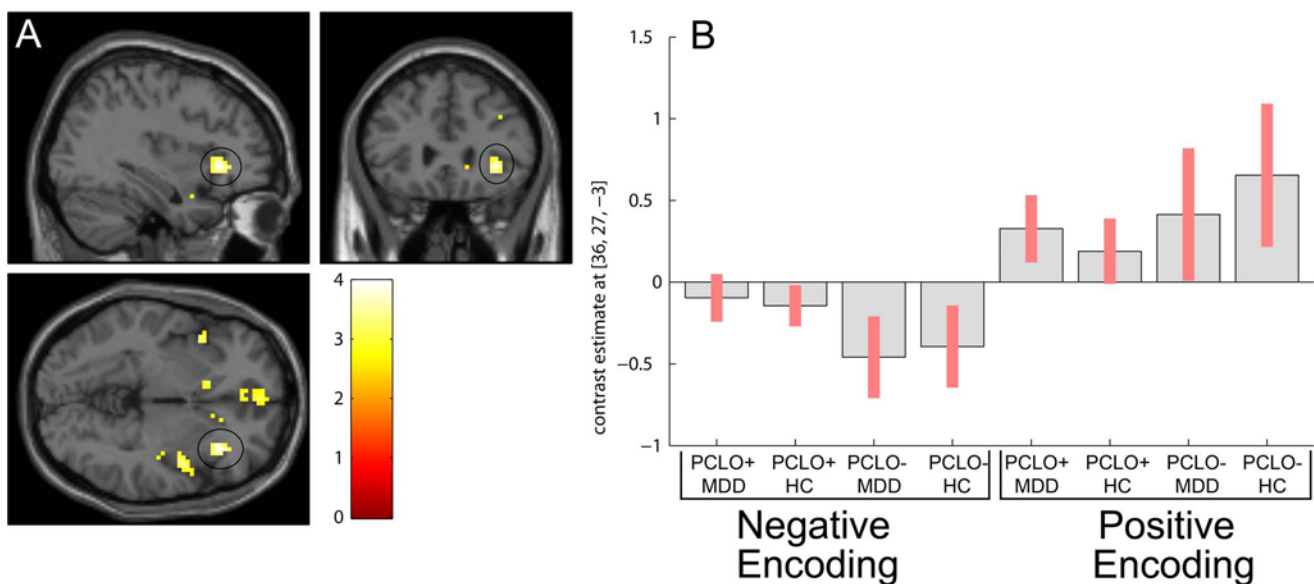 A
4
3
2
1
0
B
contrast estimate at [36, 27, −3]
1.5
1
0.5
0
−0.5
−1
PCLO+ PCLO+ PCLO- PCLO- PCLO+ PCLO+ PCLO- PCLO-
MDD HC MDD HC MDD HC MDD HC
Negative Positive
Encoding Encoding